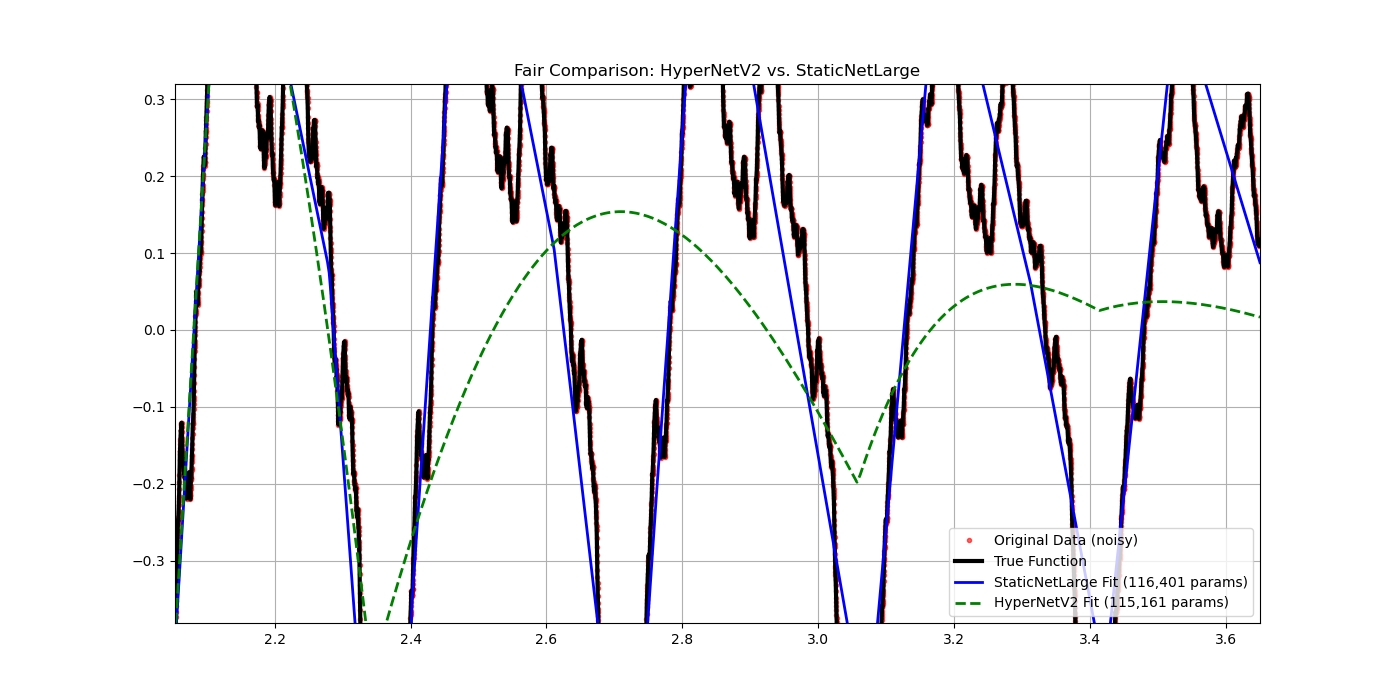 Fair Comparison: HyperNetV2 vs. StaticNetLarge
0.3
0.2
0.1
0.0
−0.1
−0.2
−0.3
2.2 2.4 2.6 2.8 3.0 3.2 3.4 3.6
Original Data (noisy)
True Function
StaticNetLarge Fit (116,401 params)
HyperNetV2 Fit (115,161 params)